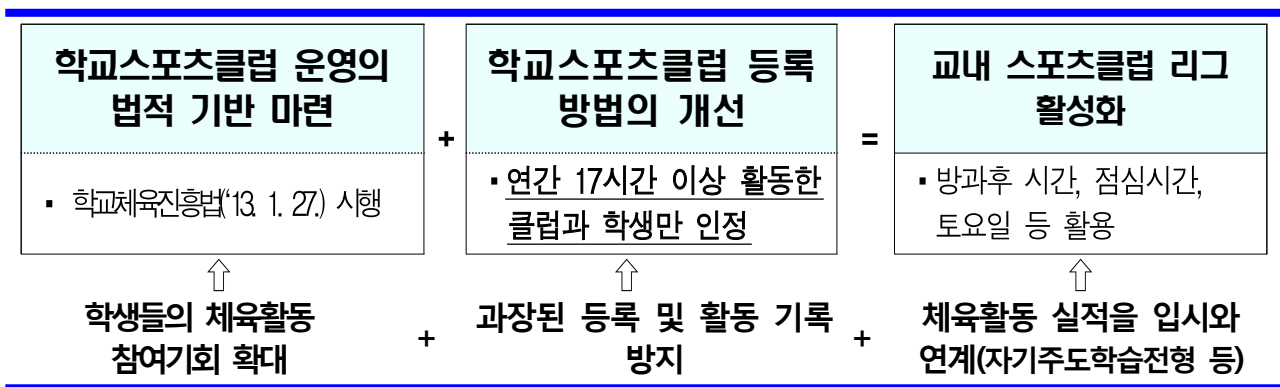 학교스포츠클럽 운영의
법적 기반 마련
▪ 학교체육진흥법(‘13. 1. 27.) 시행
+
학교스포츠클럽 등록
방법의 개선
▪ 연간 17시간 이상 활동한
클럽과 학생만 인정
=
교내 스포츠클럽 리그
활성화
▪ 방과후 시간, 점심시간,
토요일 등 활용
⇧
학생들의 체육활동
참여기회 확대
+
⇧
과장된 등록 및 활동 기록
방지
+
⇧
체육활동 실적을 입시와
연계(자기주도학습전형 등)